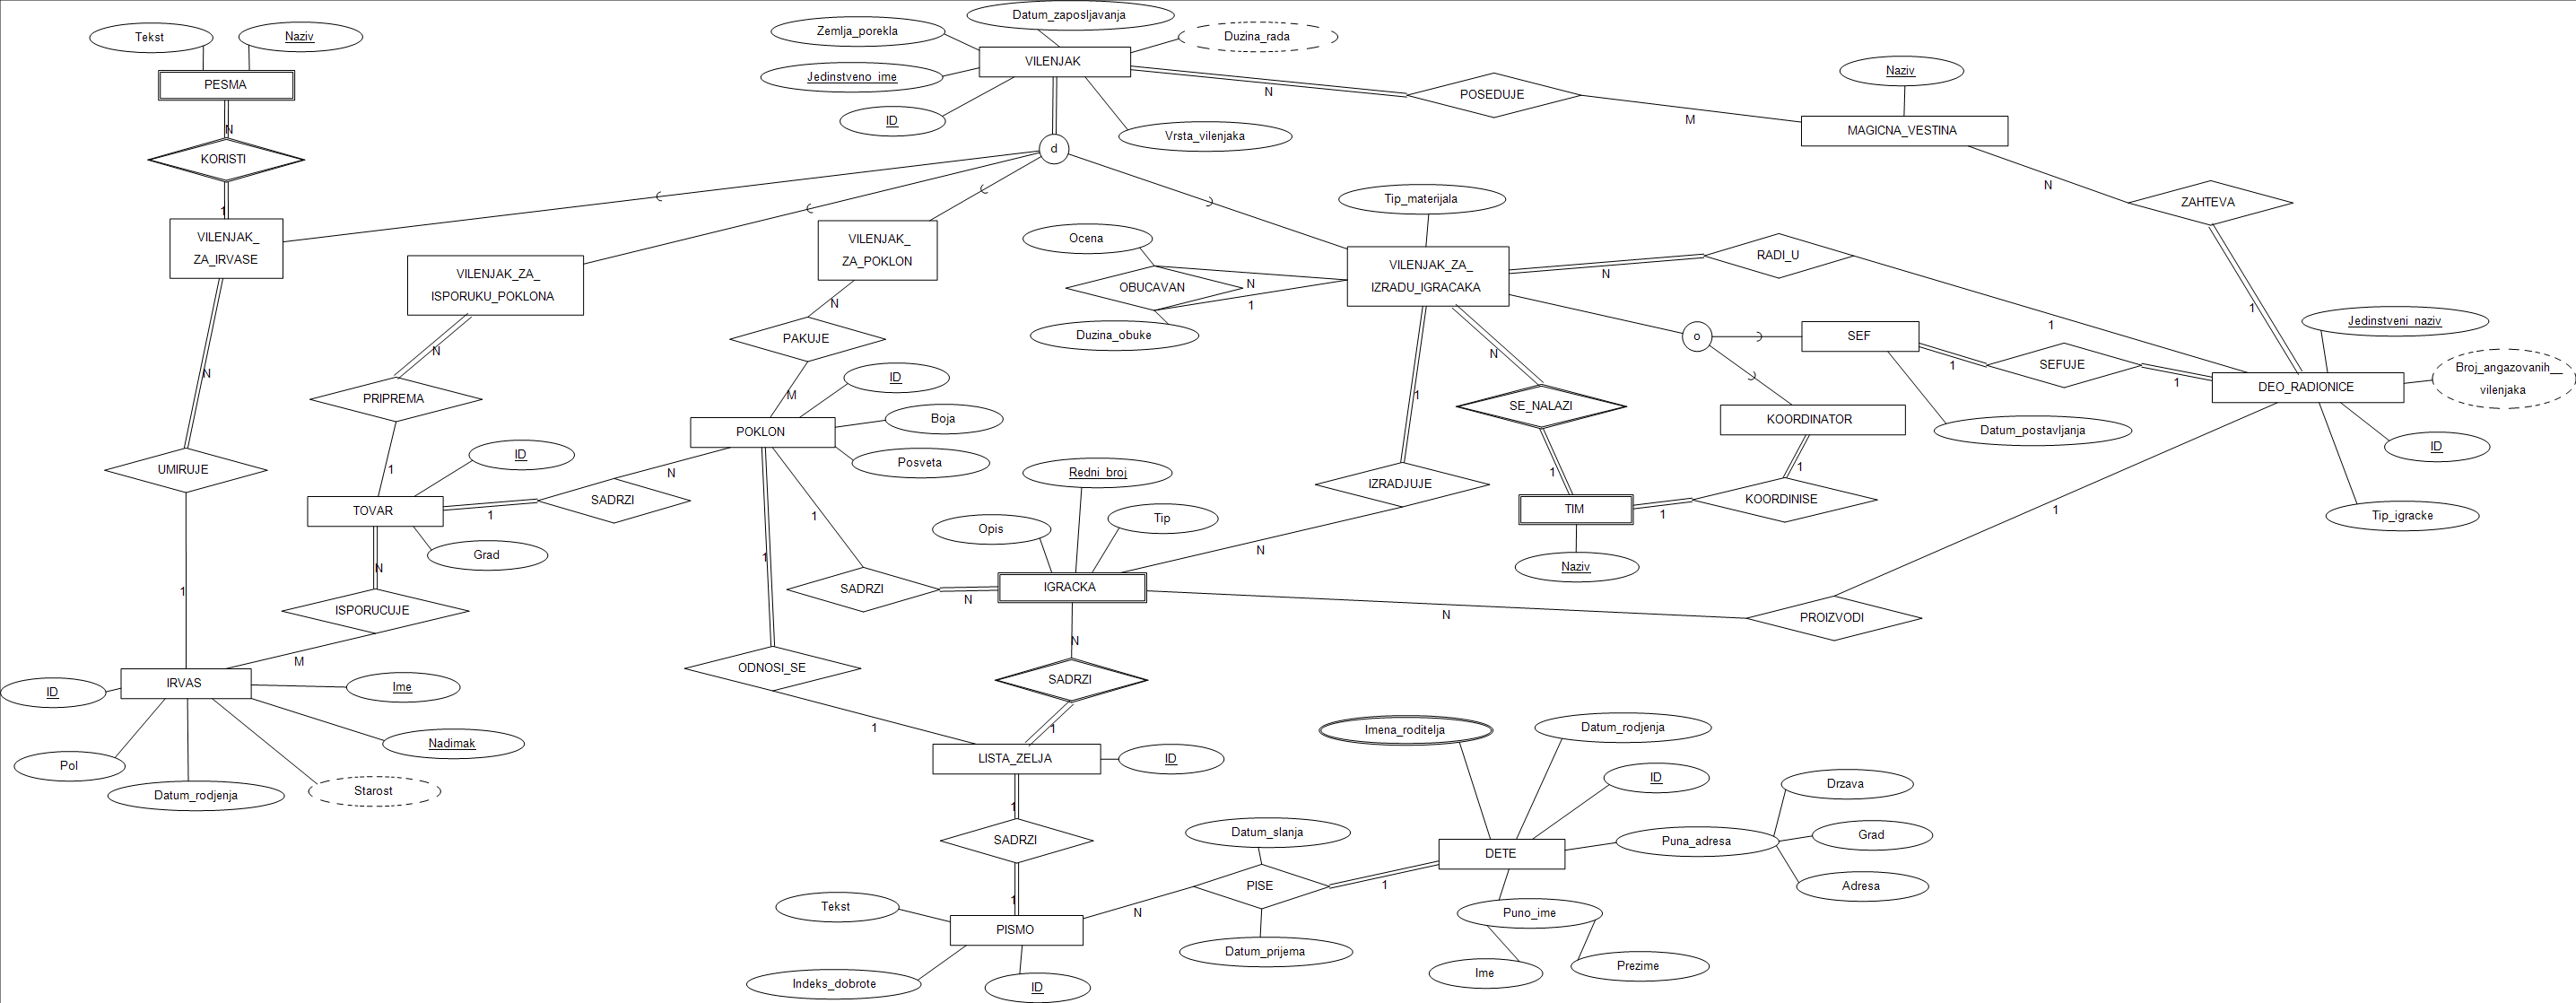 Datum_zaposljavanja
Zemlja_porekla
Duzina_rada
Tekst
Naziv
VILENJAK
Jedinstveno_ime
Naziv
PESMA
N
POSEDUJE
ID
M
MAGICNA_VESTINA
N
Vrsta_vilenjaka
KORISTI
d
N
1
Tip_materijala
ZAHTEVA
VILENJAK_
ZA_IRVASE
VILENJAK_ZA_
ISPORUKU_POKLONA
VILENJAK_
ZA_POKLON
Ocena
OBUCAVAN
N
1
Duzina_obuke
VILENJAK_ZA_
IZRADU_IGRACAKA
N
RADI_U
1
1
N
PAKUJE
M
o
SEF
1
SEFUJE
1
Jedinstveni_naziv
DEO_RADIONICE
Broj_angazovanih__
vilenjaka
N
N
PRIPREMA
1
ID
Boja
Posveta
POKLON
N
SE_NALAZI
1
KOORDINATOR
Datum_postavljanja
ID
1
UMIRUJE
ID
TOVAR
1
SADRZI
N
Redni_broj
1
IZRADJUJE
N
TIM
1
KOORDINISE
1
Tip_igracke
Naziv
Grad
N
1
1
Opis
Tip
SADRZI
N
IGRACKA
N
PROIZVODI
1
ISPORUCUJE
M
ODNOSI_SE
N
SADRZI
1
IRVAS
ID
Ime
Nadimak
Pol
Datum_rodjenja
Starost
1
LISTA_ZELJA
ID
Imena_roditelja
Datum_rodjenja
ID
Drzava
1
SADRZI
1
Datum_slanja
DETE
Puna_adresa
Grad
Adresa
PISE
1
N
Tekst
PISMO
Puno_ime
Datum_prijema
Ime
Prezime
Indeks_dobrote
ID